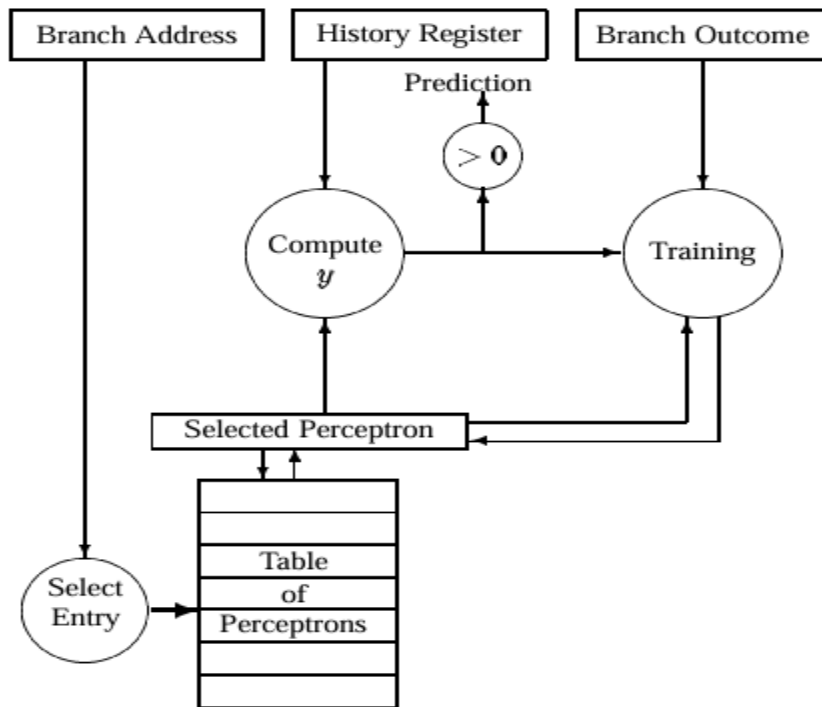 Branch Address
History Register
Branch Outcome
Prediction
> 0
Compute
y
Training
Selected Perceptron
Table
of
Perceptrons
Select
Entry